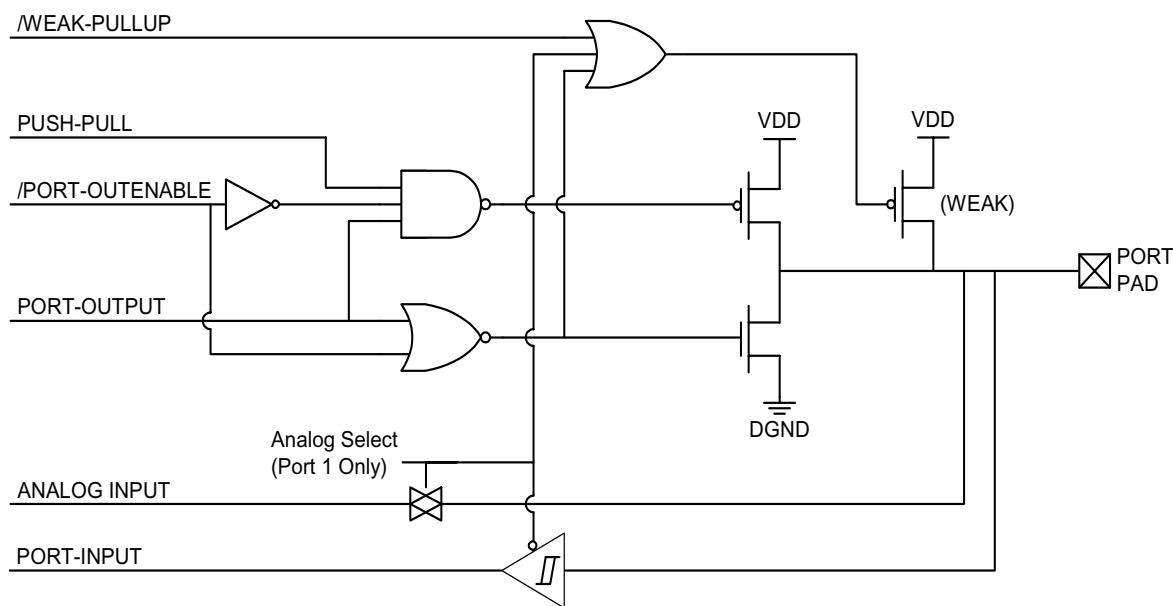 /WEAK-PULLUP
PUSH-PULL
VDD
VDD
/PORT-OUTENABLE
(WEAK)
PORT
PAD
PORT-OUTPUT
DGND
Analog Select
(Port 1 Only)
ANALOG INPUT
PORT-INPUT